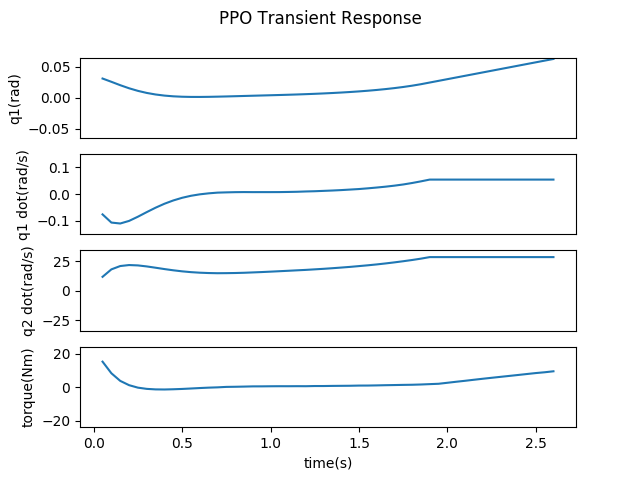 PPO Transient Response
q1(rad)
0.05
0.00
−0.05
q1 dot(rad/s)
0.1
0.0
−0.1
q2 dot(rad/s)
25
0
−25
torque(Nm)
20
0
−20
0.0 0.5 1.0 1.5 2.0 2.5
time(s)